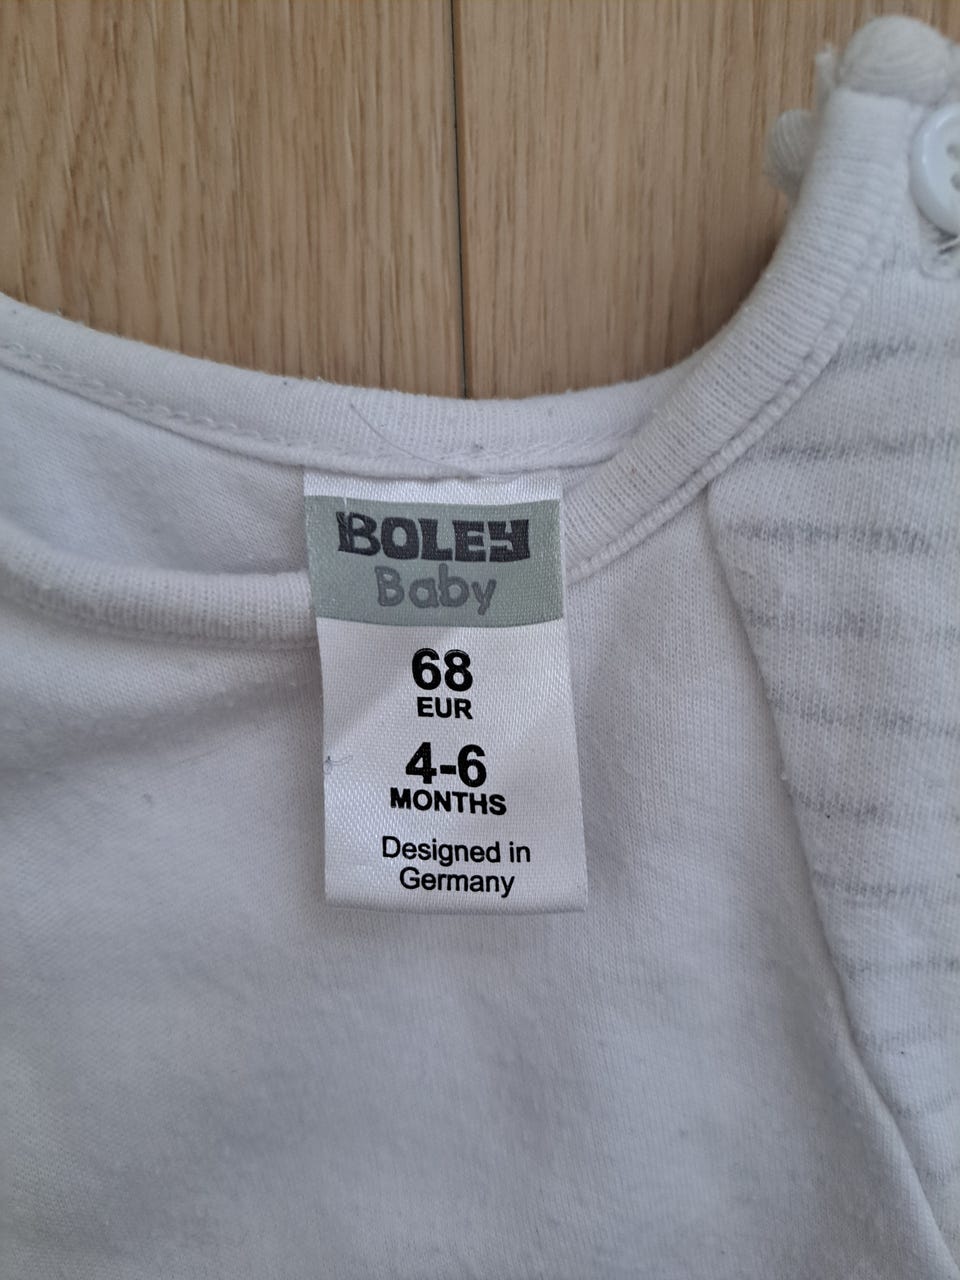 BOLEY
Baby
68
EUR
4-6
MONTHS
Designed in
Germany